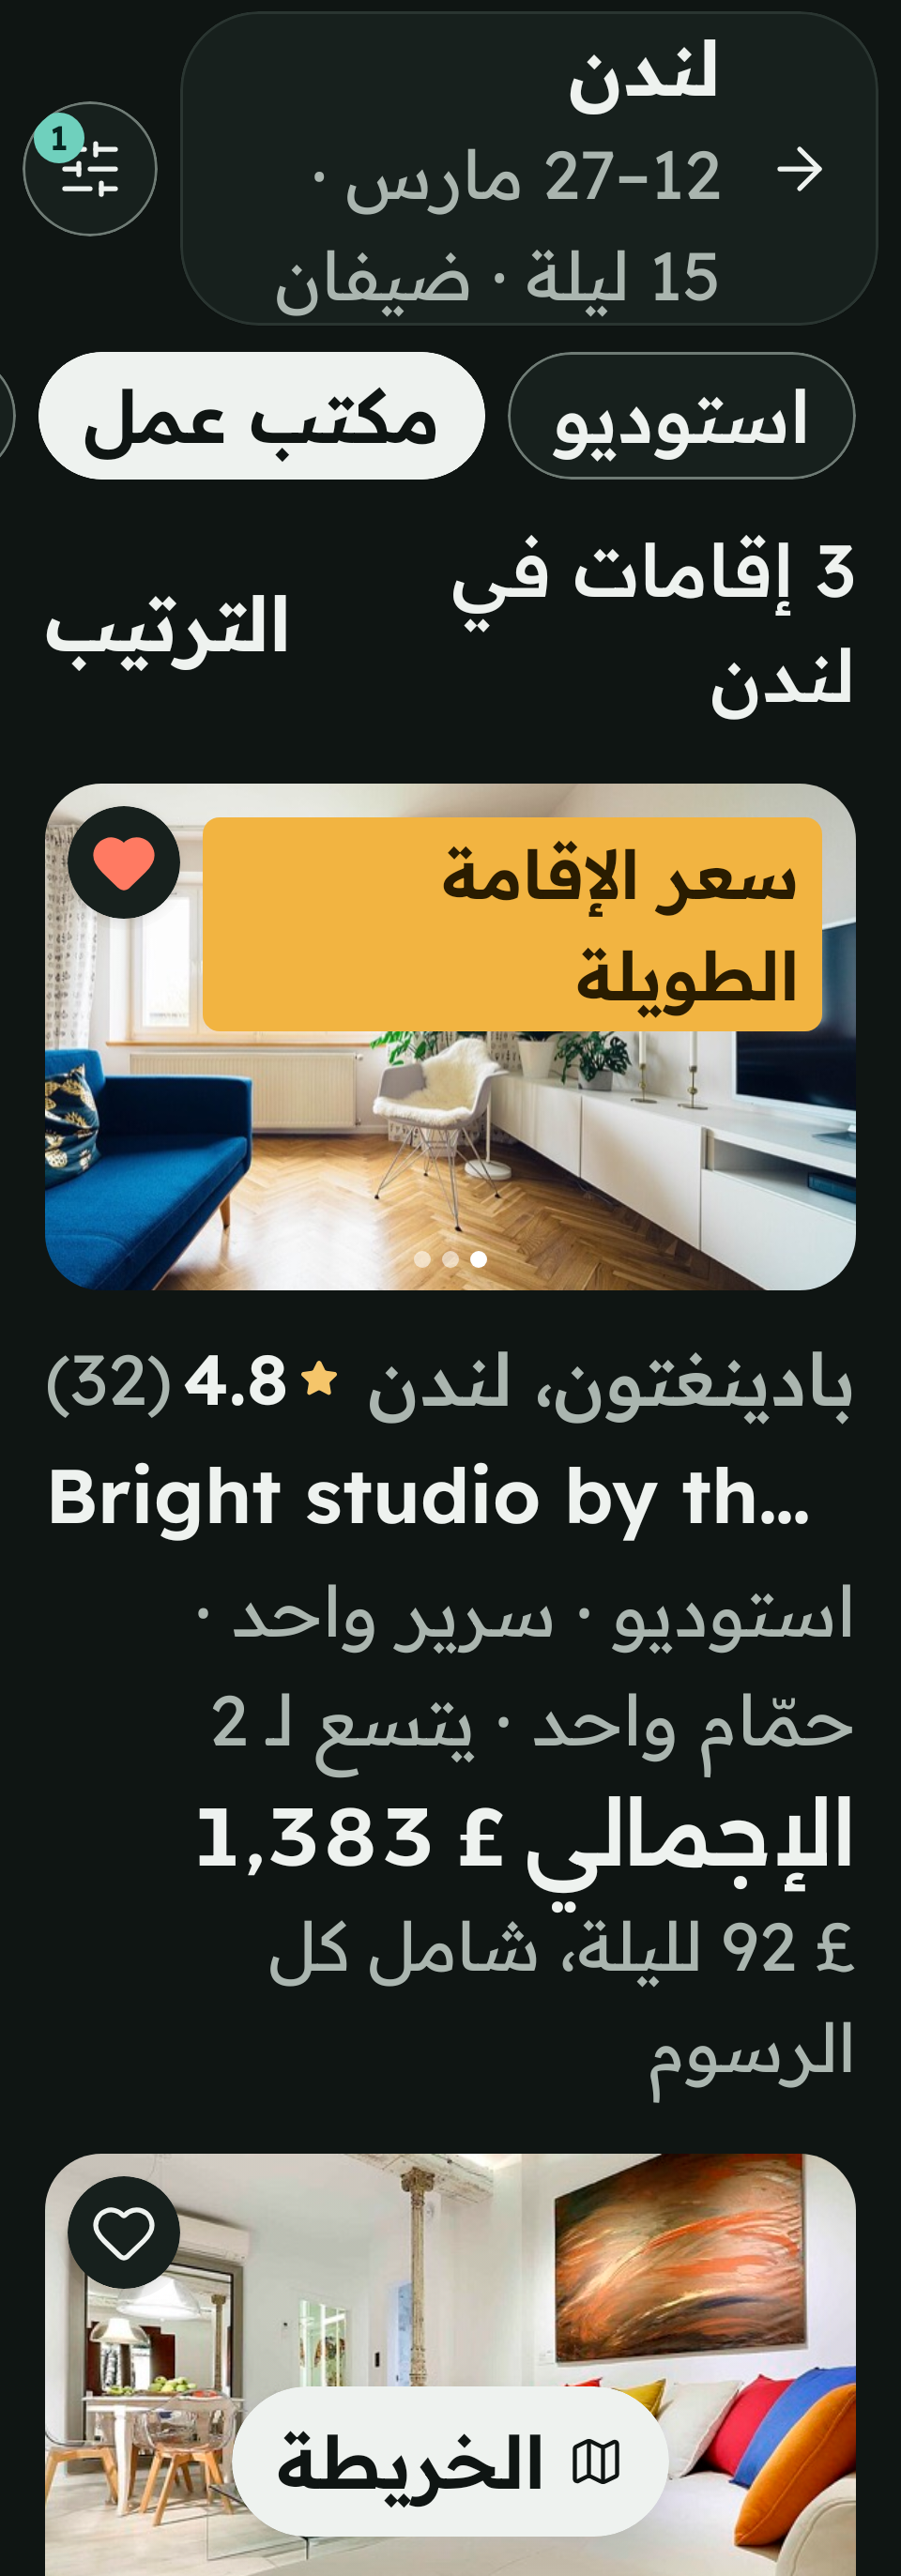 لندن
12–27 مارس ·
15 ليلة · ضيفان
1
استوديو
مكتب عمل
3 إقامات في
لندن
الترتيب
سعر الإقامة
الطويلة
بادينغتون، لندن
4.8 (32)
Bright studio by th…
استوديو · سرير واحد ·
حمّام واحد · يتسع لـ 2
الإجمالي £ 1,383
£ 92 لليلة، شامل كل
الرسوم
الخريطة